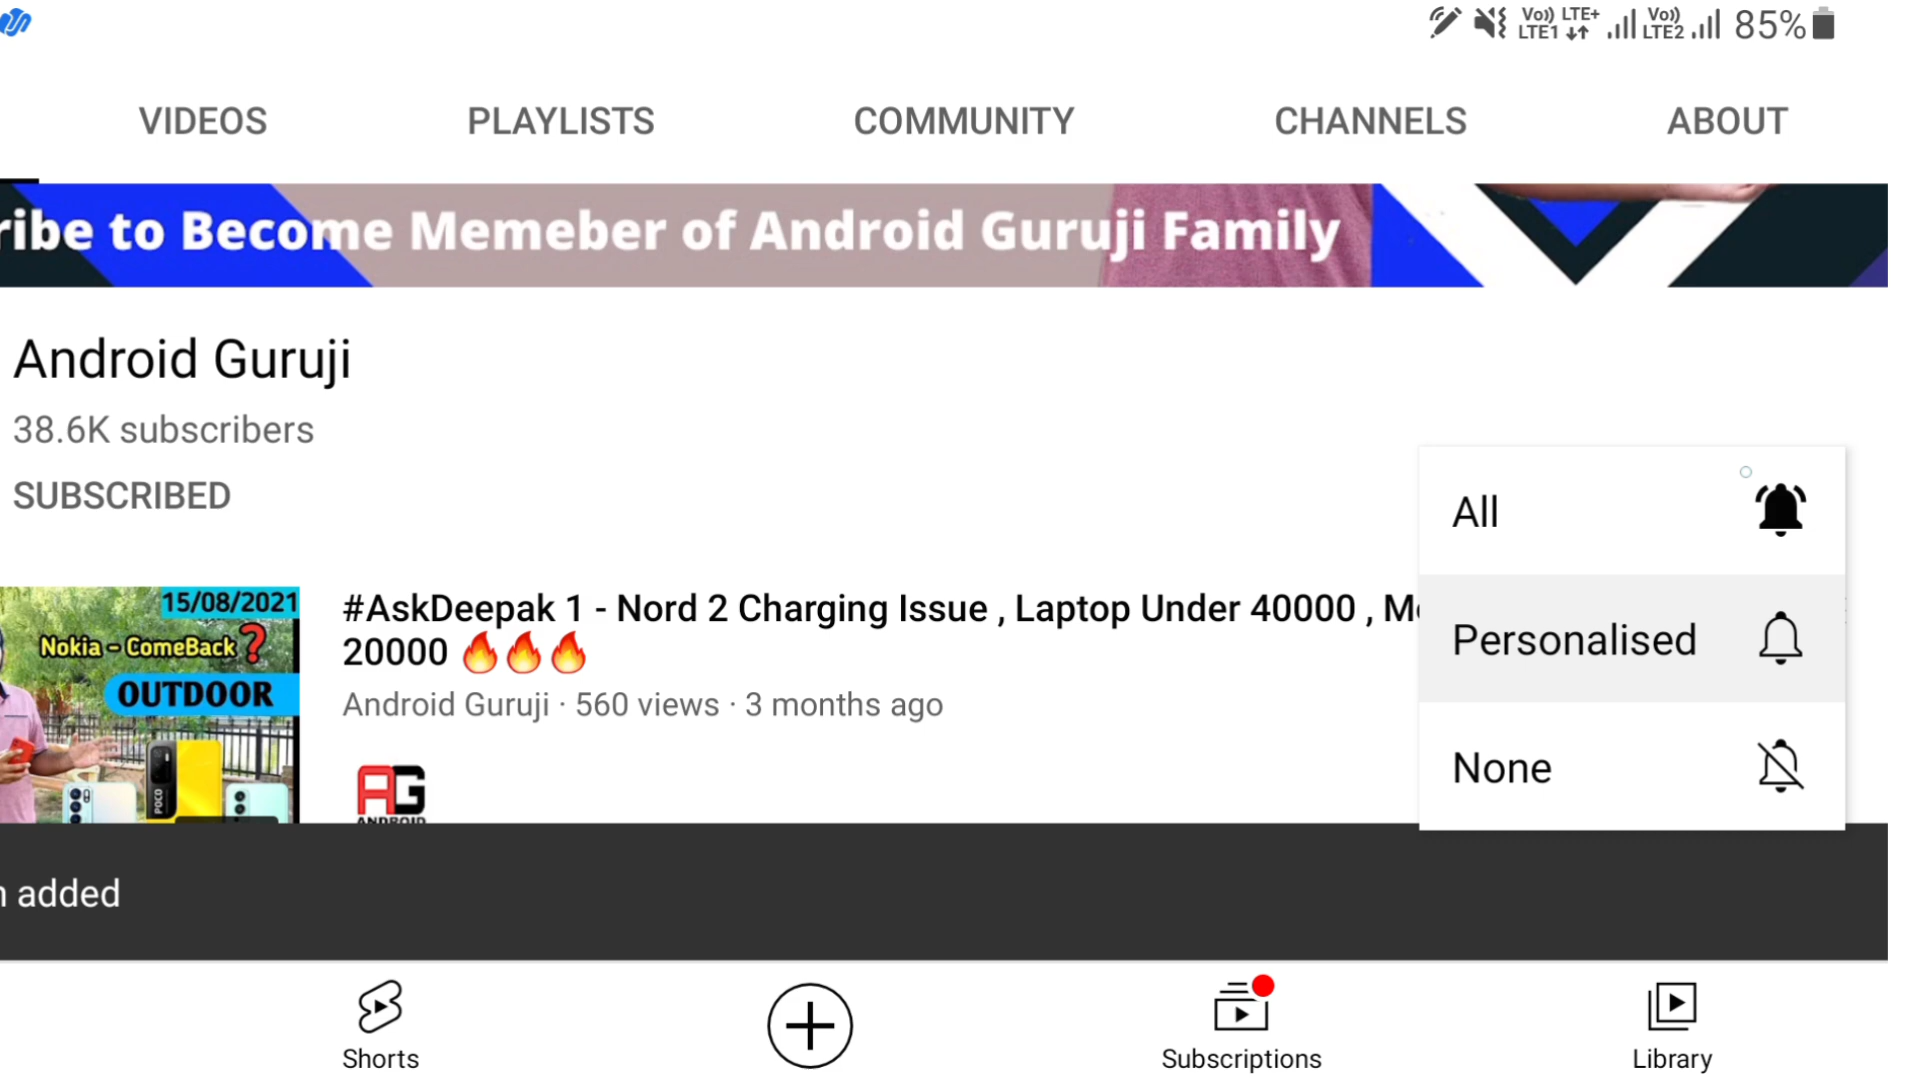 Vo)) LTE+
LTE1
Vo))
LTE2
85%
VIDEOS
PLAYLISTS
COMMUNITY
CHANNELS
ABOUT
ribe to Become Memeber of Android Guruji Family
Android Guruji
38.6K subscribers
SUBSCRIBED
All
Personalised
None
15/08/2021
Nokia - ComeBack ?
OUTDOOR
POCO
#AskDeepak 1 - Nord 2 Charging Issue , Laptop Under 40000 , M
20000 🔥🔥🔥
Android Guruji · 560 views · 3 months ago
AG
ANDROID
added
Shorts
Subscriptions
Library